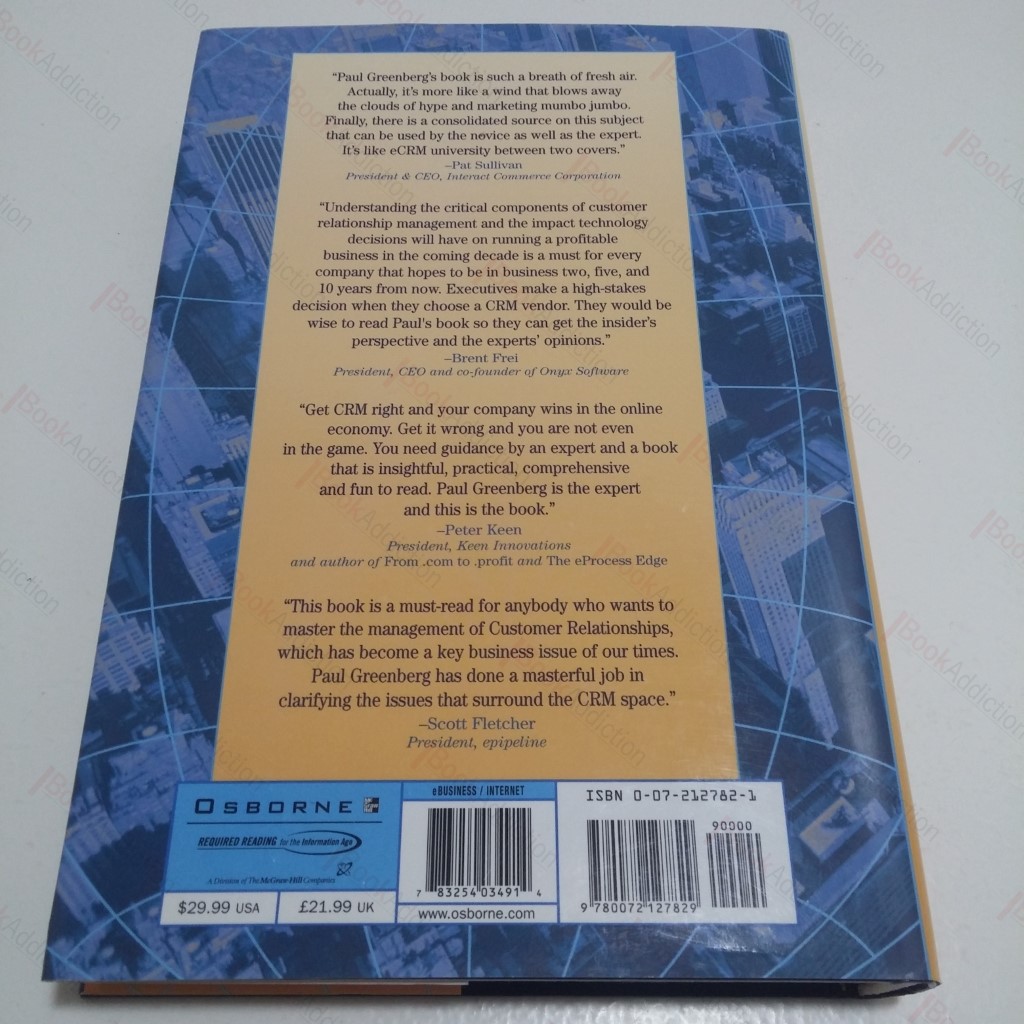 “Paul Greenberg's book is such a breath of fresh air.
Actually, it's more like a wind that blows away
the clouds of hype and marketing mumbo jumbo.
Finally, there is a consolidated source on this subject
that can be used by the novice as well as the expert.
It's like eCRM university between two covers.”
–Pat Sullivan
President & CEO, Interact Commerce Corporation
“Understanding the critical components of customer
relationship management and the impact technology
decisions will have on running a profitable
business in the coming decade is a must for every
company that hopes to be in business two, five, and
10 years from now. Executives make a high-stakes
decision when they choose a CRM vendor. They would be
wise to read Paul's book so they can get the insider's
perspective and the experts' opinions.”
–Brent Frei
President, CEO and co-founder of Onyx Software
“Get CRM right and your company wins in the online
economy. Get it wrong and you are not even
in the game. You need guidance by an expert and a book
that is insightful, practical, comprehensive
and fun to read. Paul Greenberg is the expert
and this is the book.”
–Peter Keen
President, Keen Innovations
and author of From .com to .profit and The eProcess Edge
“This book is a must-read for anybody who wants to
master the management of Customer Relationships,
which has become a key business issue of our times.
Paul Greenberg has done a masterful job in
clarifying the issues that surround the CRM space.”
–Scott Fletcher
President, epipeline
OSBORNE
REQUIRED READING for the Information Age
A Division of The McGraw-Hill Companies
$29.99 USA
£21.99 UK
eBUSINESS / INTERNET
7 83254 03491 4
www.osborne.com
ISBN 0-07-212782-1
90000
9 780072 127829
BookAddiction